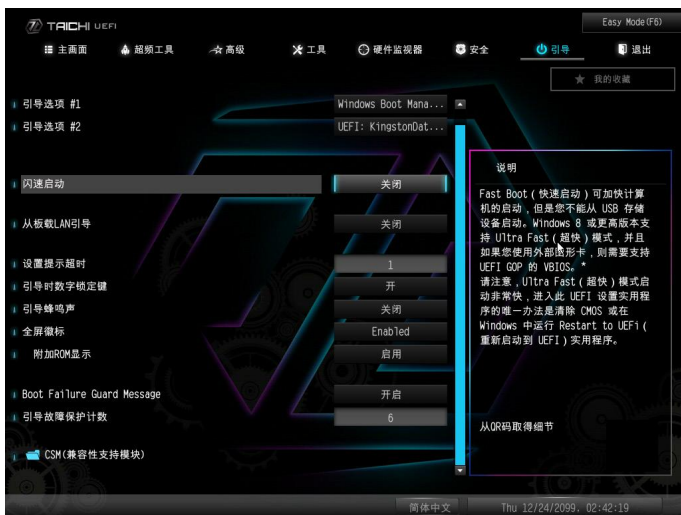 TAICHI UEFI
Easy Mode(F6)
主画面 超频工具 高级 工具 硬件监视器 安全 引导 退出
我的收藏
引导选项 #1 Windows Boot Mana...
引导选项 #2 UEFI: KingstonDat...
闪速启动 关闭
从板载LAN引导 关闭
设置提示超时 1
引导时数字锁定键 开
引导蜂鸣声 关闭
全屏徽标 Enabled
附加ROM显示 启用
Boot Failure Guard Message 开启
引导故障保护计数 6
CSM(兼容性支持模块)
说明
Fast Boot ( 快速启动 ) 可加快计算
机的启动 , 但是您不能从 USB 存储
设备启动。Windows 8 或更高版本支
持 Ultra Fast ( 超快 ) 模式 , 并且
如果您使用外部图形卡 , 则需要支持
UEFI GOP 的 VBIOS。*
请注意 , Ultra Fast ( 超快 ) 模式启
动非常快 , 进入此 UEFI 设置实用程
序的唯一办法是清除 CMOS 或在
Windows 中运行 Restart to UEFi (
重新启动到 UEFI ) 实用程序。
从QR码取得细节
简体中文
Thu 12/24/2099. 02:42:19